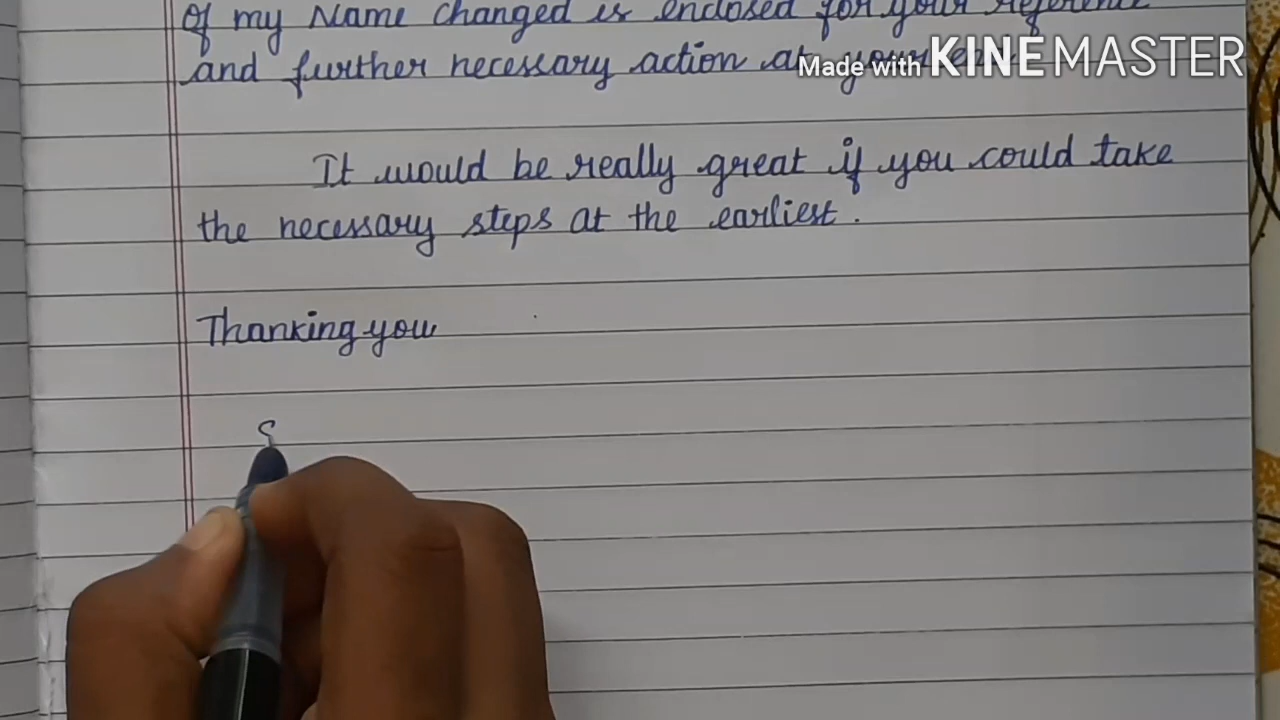 Of my Name Changed is enclosed for your reference
and further necessary action at
Made with KINEMASTER
It would be really great if you could take
the necessary steps at the earliest.
Thanking you
S